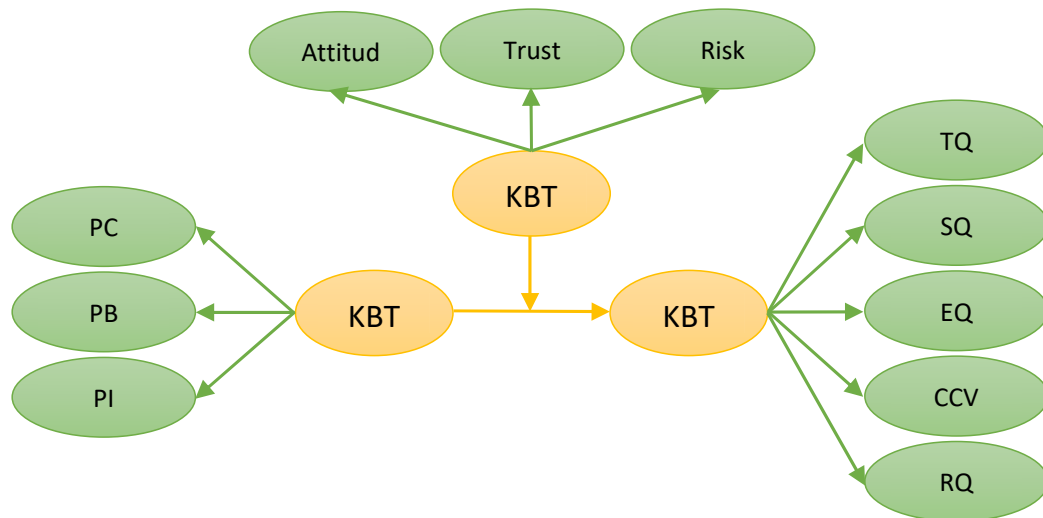 Attitud
Trust
Risk
TQ
KBT
PC
SQ
PB
KBT
KBT
EQ
PI
CCV
RQ